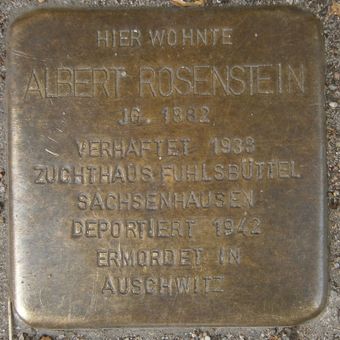 HIER WOHNTE
ALBERT ROSENSTEIN
JG. 1882
VERHAFTET 1938
ZUCHTHAUS FUHLSBÜTTEL
SACHSENHAUSEN
DEPORTIERT 1942
ERMORDET IN
AUSCHWITZ